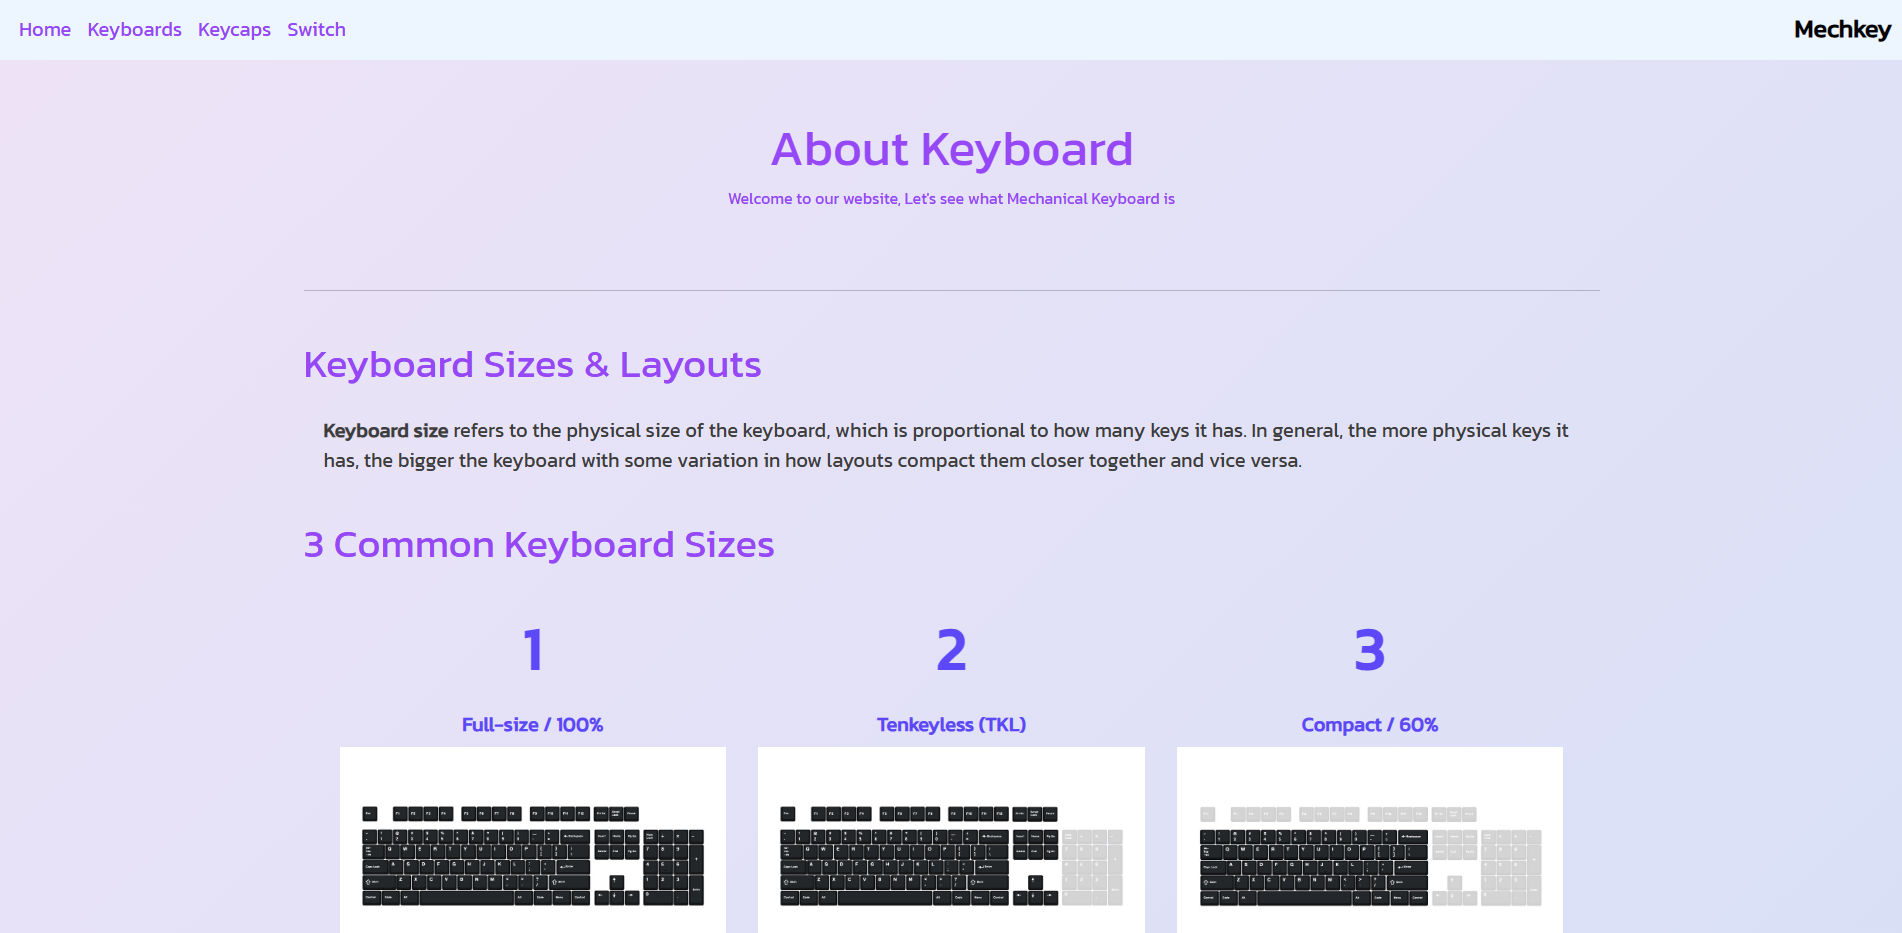 Home Keyboards Keycaps Switch Mechkey
About Keyboard
Welcome to our website, Let's see what Mechanical Keyboard is
Keyboard Sizes & Layouts
Keyboard size refers to the physical size of the keyboard, which is proportional to how many keys it has. In general, the more physical keys it
has, the bigger the keyboard with some variation in how layouts compact them closer together and vice versa.
3 Common Keyboard Sizes
1 2 3
Full-size / 100% Tenkeyless (TKL) Compact / 60%